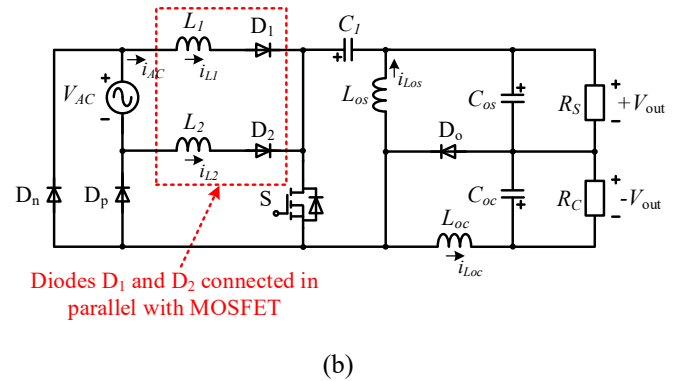 L1 D1 C1
+
iAC iL1 iLos
+
VAC
−
Los Cos + RS + +Vout −
L2 D2
iL2
Do
Dn Dp S
Coc + RC + -Vout −
Loc
iLoc
Diodes D1 and D2 connected in
parallel with MOSFET
(b)